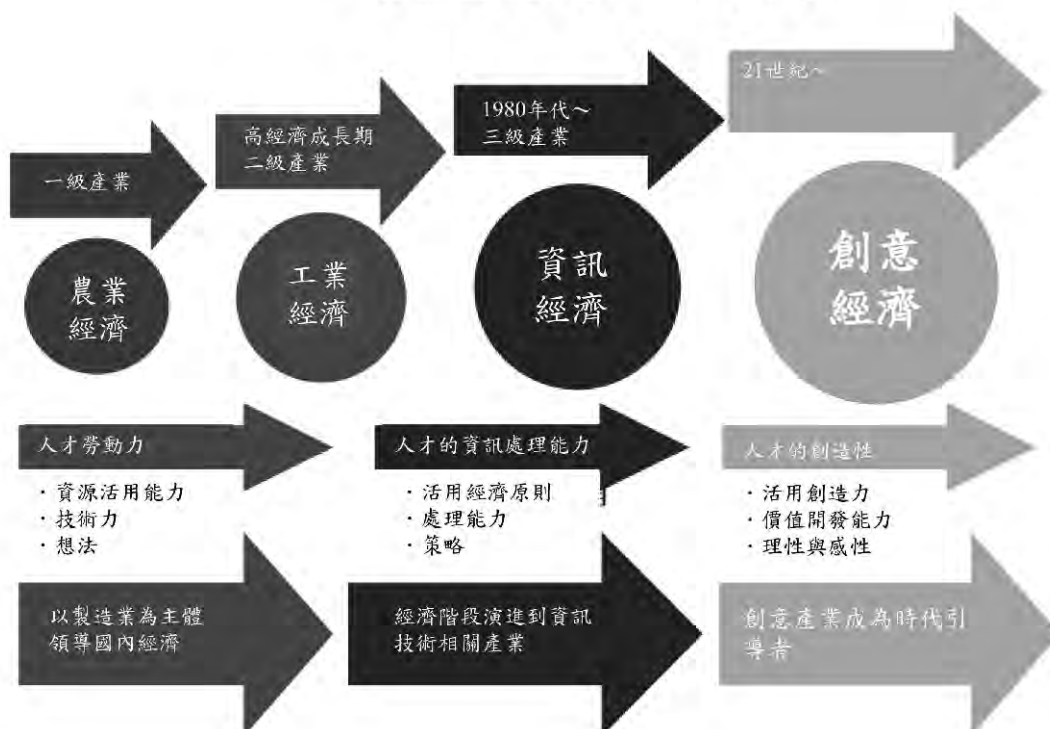 一級產業
高經濟成長期
二級產業
1980年代～
三級產業
21世紀～
農業
經濟
工業
經濟
資訊
經濟
創意
經濟
人才勞動力
·資源活用能力
·技術力
·想法
人才的資訊處理能力
·活用經濟原則
·處理能力
·策略
人才的創造性
·活用創造力
·價值開發能力
·理性與感性
以製造業為主體
領導國內經濟
經濟階段演進到資訊
技術相關產業
創意產業成為時代引
導者